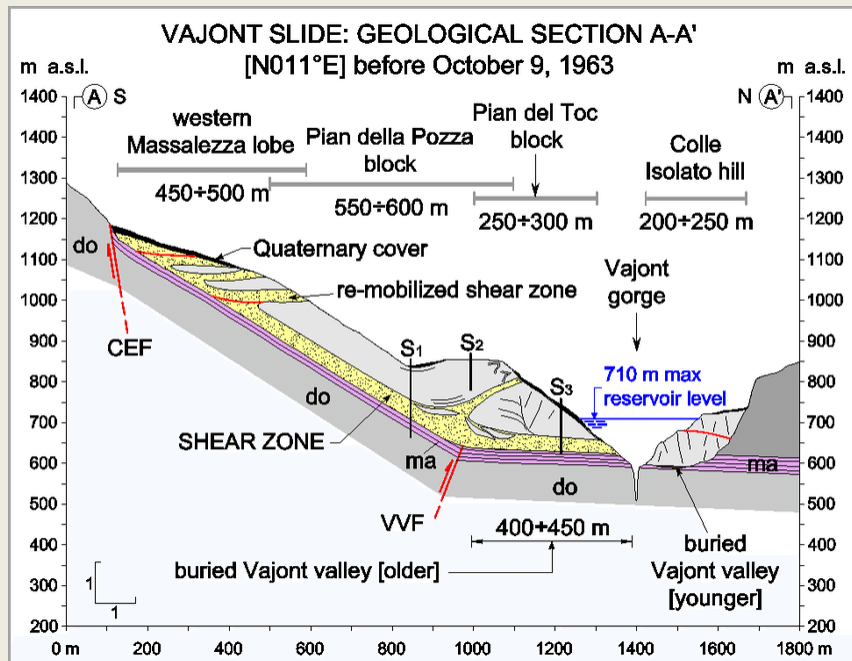 VAJONT SLIDE: GEOLOGICAL SECTION A-A'
[N011°E] before October 9, 1963
m a.s.l.
m a.s.l.
A S
N A'
1400
1300
1200
1100
1000
900
800
700
600
500
400
300
200
western
Massalezza lobe
450÷500 m
Pian della Pozza
block
550÷600 m
Pian del Toc
block
250÷300 m
Colle
Isolato hill
200÷250 m
do
Quaternary cover
re-mobilized shear zone
Vajont
gorge
CEF
S1
S2
S3
710 m max
reservoir level
do
SHEAR ZONE
ma
ma
do
VVF
400÷450 m
buried Vajont valley [older]
buried
Vajont valley
[younger]
1
1
1400
1300
1200
1100
1000
900
800
700
600
500
400
300
200
0 m 200 400 600 800 1000 1200 1400 1600 1800 m